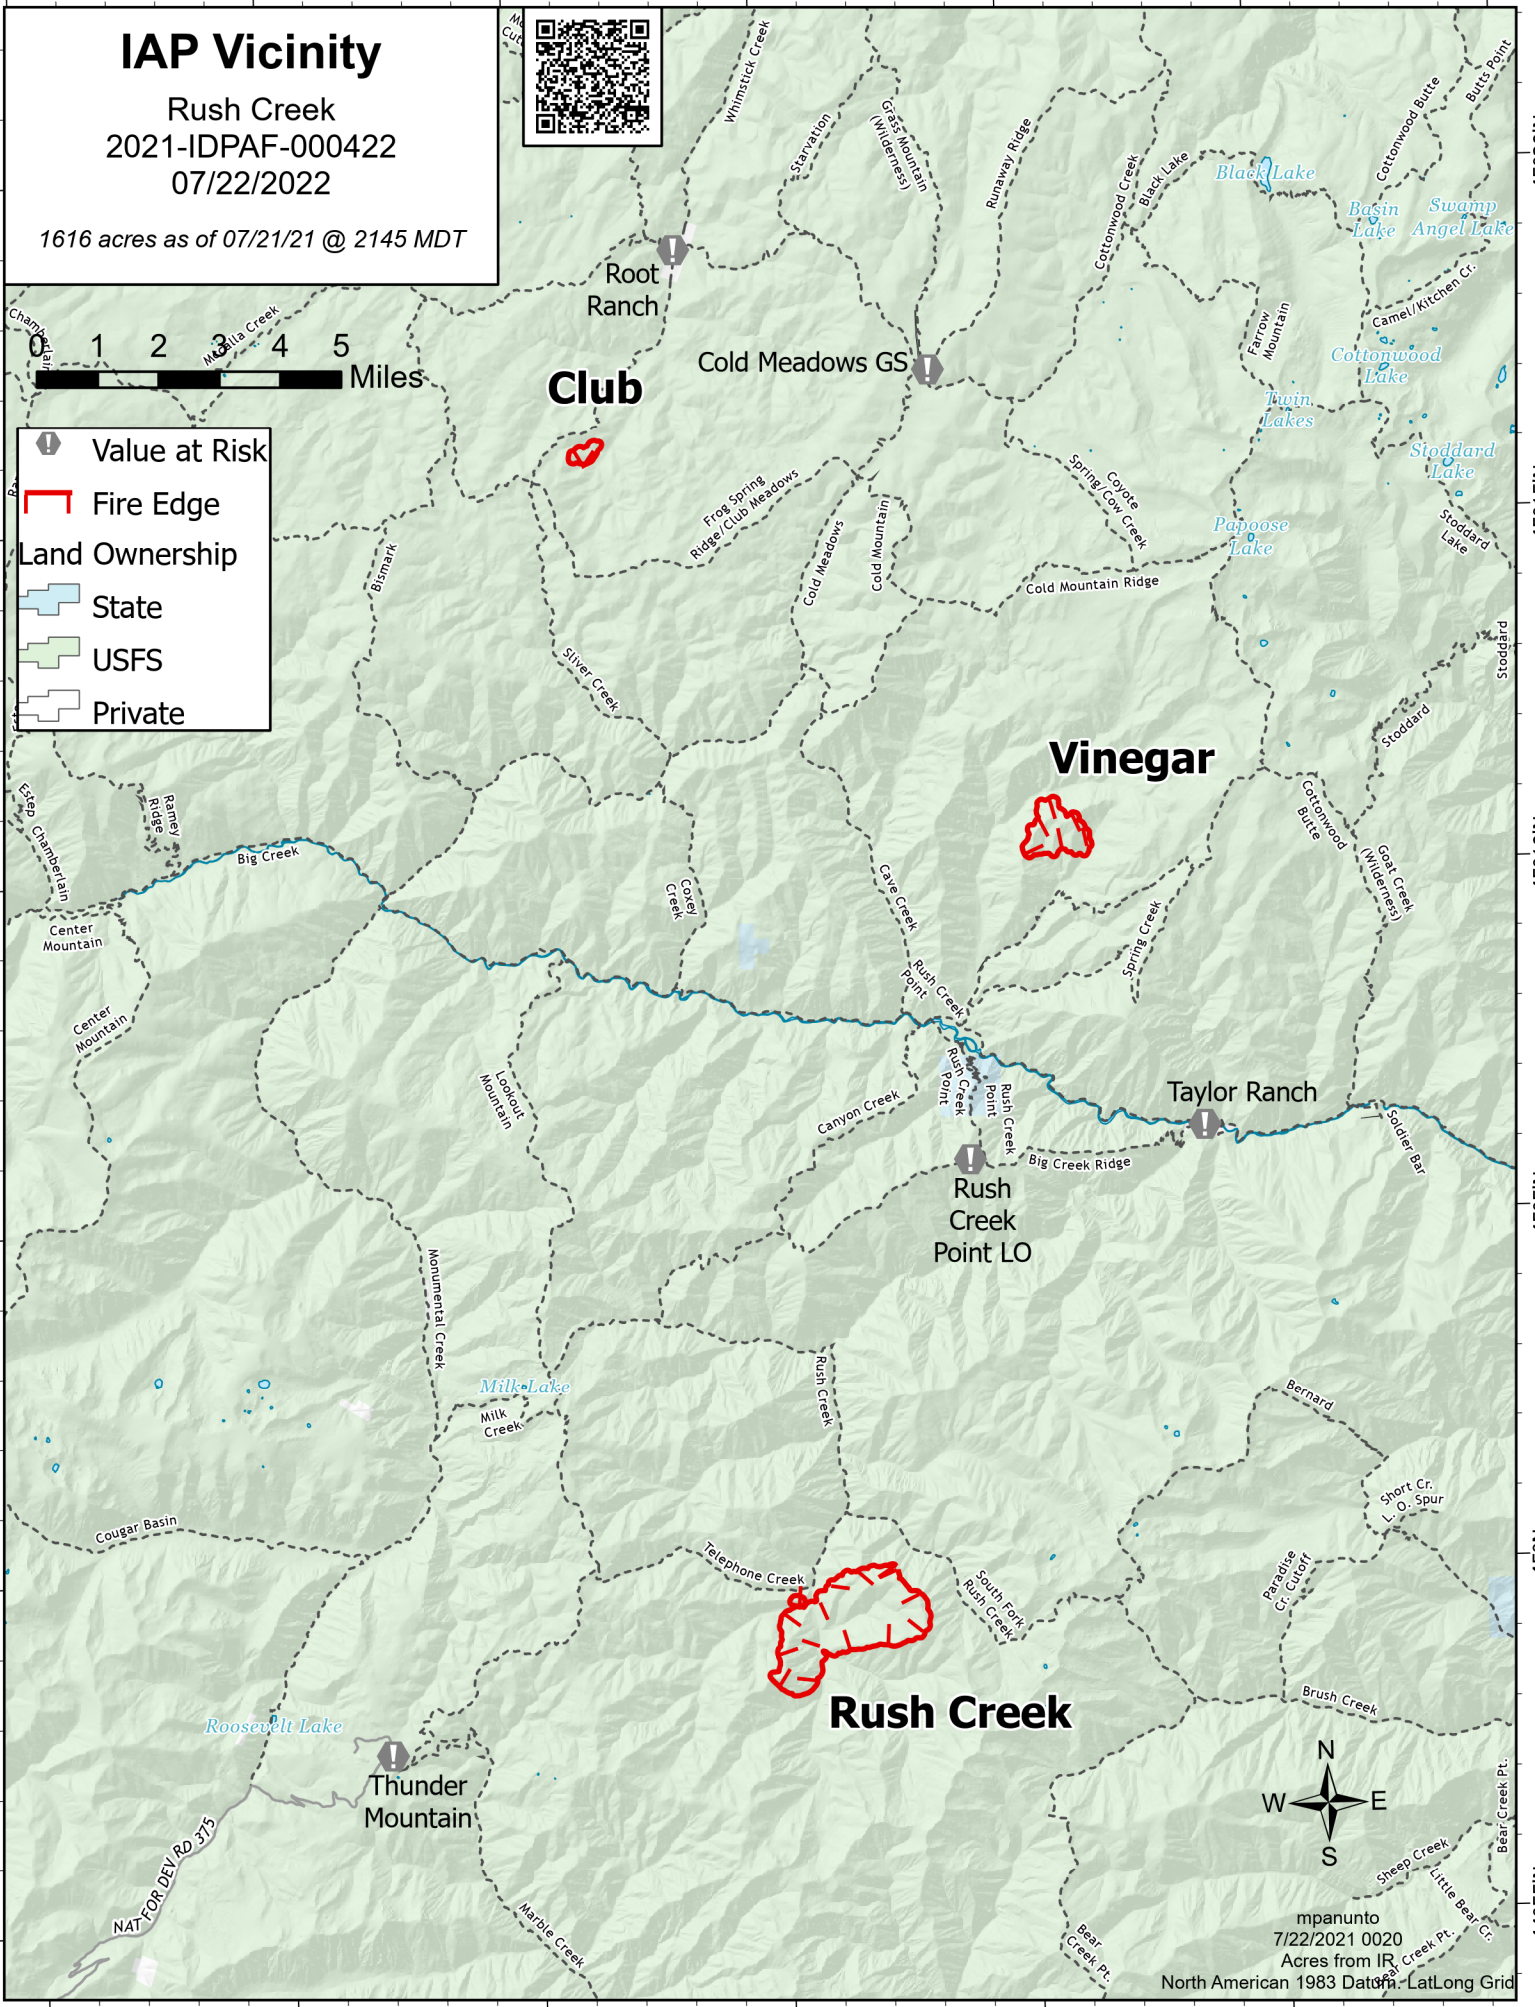 IAP Vicinity
Rush Creek
2021-IDPAF-000422
07/22/2022
1616 acres as of 07/21/21 @ 2145 MDT
0 1 2 3 4 5
Miles
Value at Risk
Fire Edge
Land Ownership
State
USFS
Private
Whimstick Creek
Starvation
Grass Mountain
(Wilderness)
Runaway Ridge
Cottonwood Creek
Black Lake
Black Lake
Cottonwood Butte
Butts Point
Basin
Lake
Swamp
Angel Lake
Camel/Kitchen Cr.
Farrow
Mountain
Cottonwood
Lake
Twin
Lakes
Stoddard
Lake
Stoddard
Lake
Papoose
Lake
Root
Ranch
Cold Meadows GS
Club
Chamberlain
McCalla Creek
Frog Spring
Ridge/Club Meadows
Cold Meadows
Cold Mountain
Coyote
Spring/Cow Creek
Cold Mountain Ridge
Bismark
Sliver Creek
Stoddard
Stoddard
Vinegar
Estep
Chamberlain
Ramey
Ridge
Big Creek
Center
Mountain
Center
Mountain
Coxey
Creek
Cave Creek
Rush Creek
Point
Spring Creek
Cottonwood
Butte
Goat Creek
(Wilderness)
Lookout
Mountain
Canyon Creek
Rush Creek
Point
Rush Creek
Point
Taylor Ranch
Big Creek Ridge
Soldier Bar
Rush
Creek
Point LO
Monumental Creek
Milk Lake
Milk
Creek
Rush Creek
Bernard
Short Cr.
L. O. Spur
Cougar Basin
Telephone Creek
South Fork
Rush Creek
Paradise
Cr. Cutoff
Rush Creek
Brush Creek
Roosevelt Lake
Thunder
Mountain
NAT FOR DEV RD 375
Marble Creek
Bear
Creek Pt.
N
W E
S
Bear Creek Pt.
Sheep Creek
Little Bear Cr.
Bear Creek Pt.
mpanunto
7/22/2021 0020
Acres from IR
North American 1983 Datum. LatLong Grid